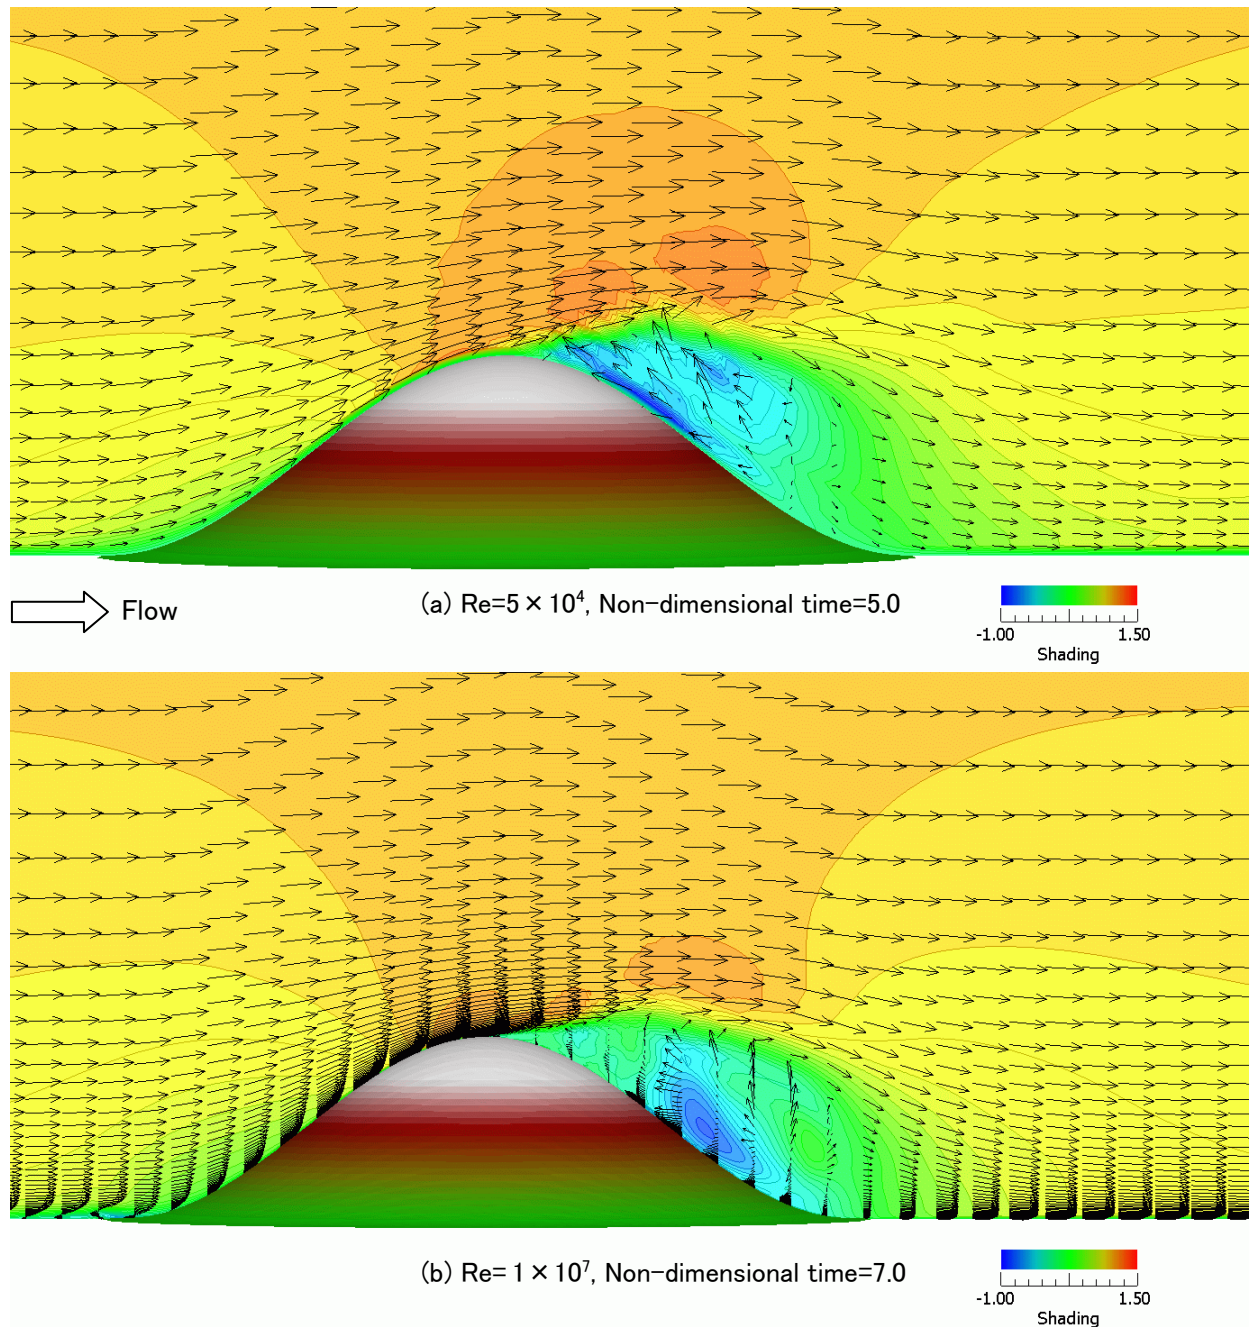 Flow
(a) Re=5×10⁴, Non-dimensional time=5.0
-1.00 1.50
Shading
(b) Re= 1×10⁷, Non-dimensional time=7.0
-1.00 1.50
Shading